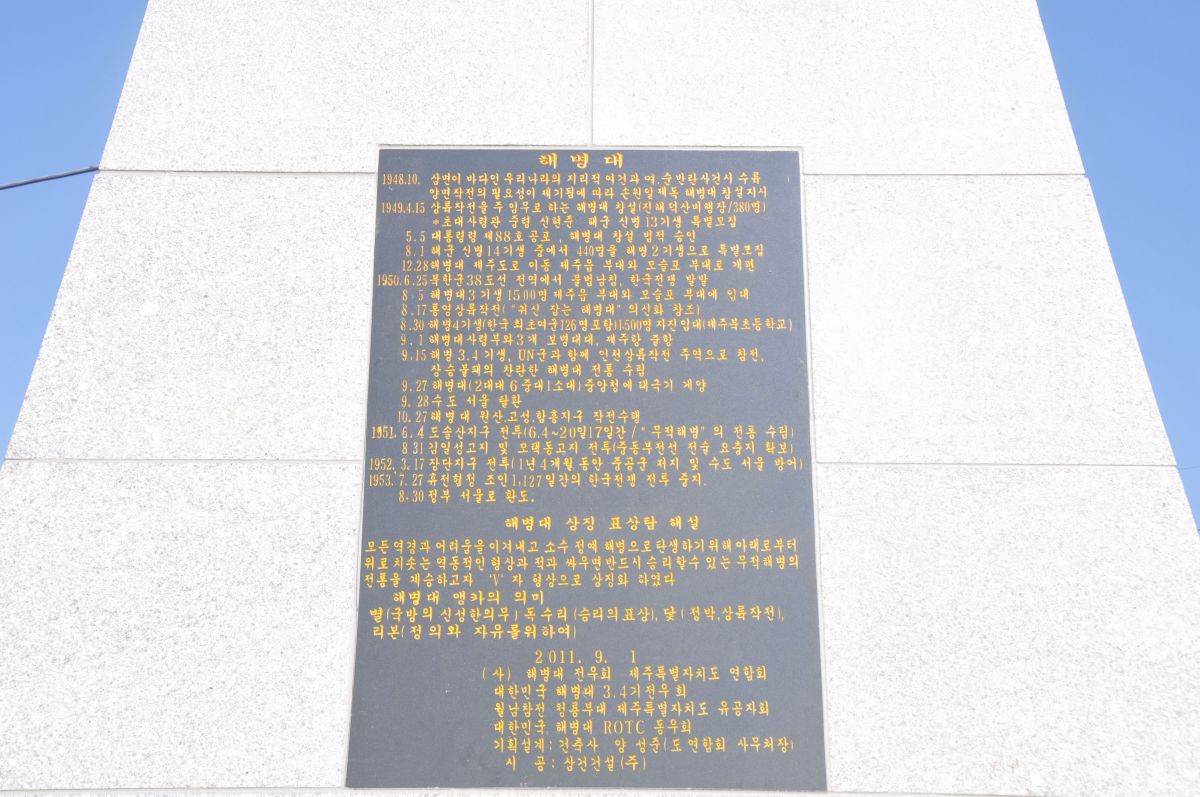 해병대
1948.10. 삼면이 바다인 우리나라의 지리적 여건과 여.순반란사건시 수륙
양면작전의 필요성이 제기됨에 따라 손원일제독 해병대 창설지시
1949.4.15 상륙작전을 주 임무로 하는 해병대 창설(진해덕산비행장/380명)
*초대사령관 중령 신현준 해군 신병13기생 특별모집
5.5 대통령령 제88호공포, 해병대 창설 법적 승인
8.1 해군 신병14기생 중에서 440명을 해병2기생으로 특별모집
12.28 해병대 제주도로 이동 제주읍 부대와 모슬포 부대로 개편
1950.6.25 북한군38도선 전역에서 불법남침, 한국전쟁 발발
8.5 해병대3기생1500명 제주읍 부대와 모슬포 부대에 입대
8.17 통영상륙작전("귀신 잡는 해병대" 의신화 창조)
8.30 해병4기생(한국최초여군126명포함)1,500명자진입대(제주북초등학교)
9.1 해병대사령부와3개 보병대대, 제주항 출항
9.15 해병 3.4 기생, UN군과 함께 인천상륙작전 주역으로 참전,
상승불패의 찬란한 해병대 전통 수립
9.27 해병대(2대대 6중대1소대)중앙청에 태극기 게양
9.28 수도 서울 탈환
10.27 해병대 원산,고성,함흥지구 작전수행
1951.6.4 도솔산지구 전투(6.4~20일17일간/"무적해병"의 전통 수립)
8 31 김일성고지 및 모택동고지 전투(중동부전선 전술 요충지 확보)
1952.3.17 장단지구 전투(1년4개월동안 중공군 저지 및 수도 서울 방어)
1953.7.27 휴전협정 조인1,127일간의 한국전쟁 전투 중지.
8.30 정부 서울로 환도.
해병대 상징 표상탑 해설
모든역경과 어려움을이겨내고 소수 정예 해병으로탄생하기위해아래로부터
위로치솟는 역동적인 형상과 적과 싸우면반드시승리할수 있는 무적해병의
전통을 계승하고자 'V' 자 형상으로 상징화 하였다
해병대 앵카의 의미
별(국방의 신성한의무) 독수리(승리의표상), 닻(정박,상륙작전),
리본(정의와 자유를위하여)
2011. 9. 1
(사) 해병대 전우회 제주특별자치도 연합회
대한민국 해병대 3.4기전우회
월남참전 청룡부대 제주특별자치도 유공자회
대한민국 해병대 ROTC 동우회
기획설계: 건축사 양 성준(도연합회 사무처장)
시 공: 삼건건설(주)